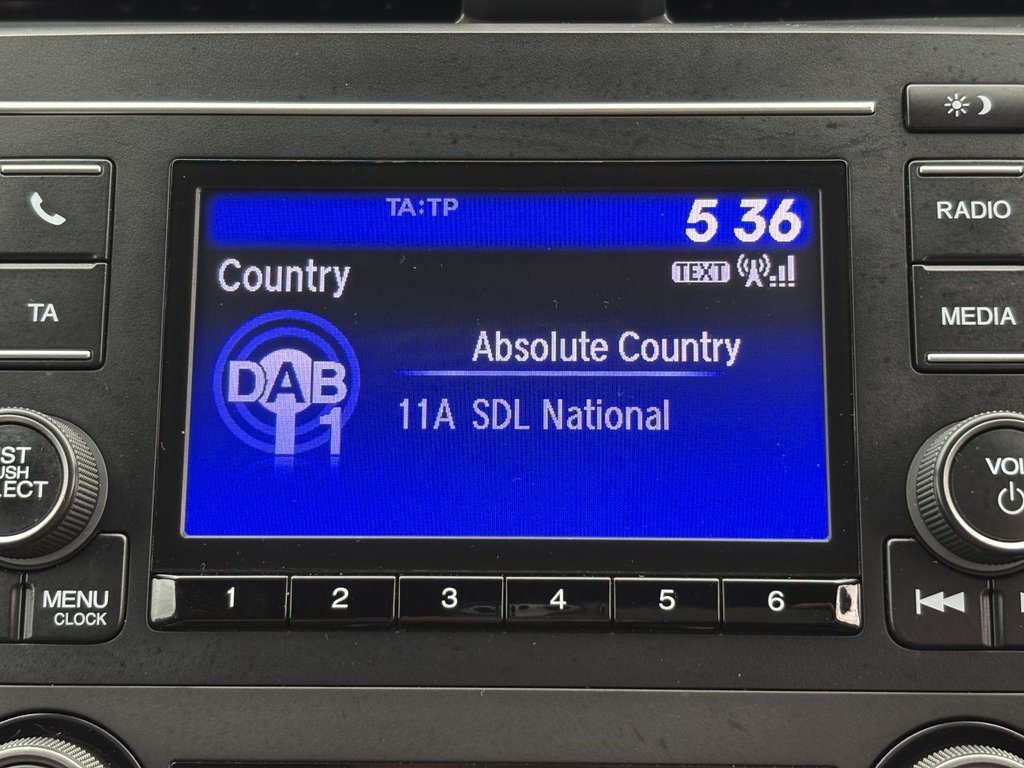 TA:TP
5 36
Country
TEXT
DAB
1
Absolute Country
11A SDL National
RADIO
TA
MEDIA
MENU
CLOCK
1 2 3 4 5 6